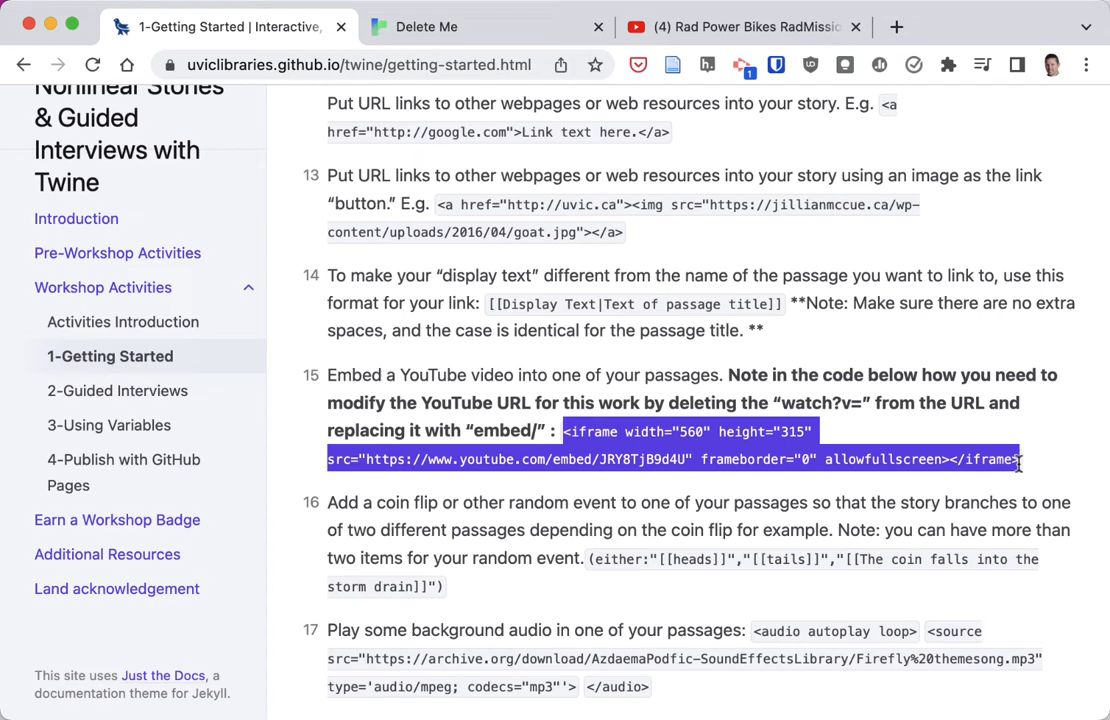 1-Getting Started | Interactive,
Delete Me
(4) Rad Power Bikes RadMissio
uviclibraries.github.io/twine/getting-started.html
1
Nonlinear Stories
& Guided
Interviews with
Twine
Introduction
Pre-Workshop Activities
Workshop Activities
Activities Introduction
1-Getting Started
2-Guided Interviews
3-Using Variables
4-Publish with GitHub
Pages
Earn a Workshop Badge
Additional Resources
Land acknowledgement
This site uses Just the Docs, a
documentation theme for Jekyll.
Put URL links to other webpages or web resources into your story. E.g. <a
href="http://google.com">Link text here.</a>
13 Put URL links to other webpages or web resources into your story using an image as the link
“button.” E.g. <a href="http://uvic.ca"><img src="https://jillianmccue.ca/wp-
content/uploads/2016/04/goat.jpg"></a>
14 To make your “display text” different from the name of the passage you want to link to, use this
format for your link: [[Display Text|Text of passage title]] **Note: Make sure there are no extra
spaces, and the case is identical for the passage title. **
15 Embed a YouTube video into one of your passages. Note in the code below how you need to
modify the YouTube URL for this work by deleting the “watch?v=” from the URL and
replacing it with “embed/” : <iframe width="560" height="315"
src="https://www.youtube.com/embed/JRY8TjB9d4U" frameborder="0" allowfullscreen></iframe>
16 Add a coin flip or other random event to one of your passages so that the story branches to one
of two different passages depending on the coin flip for example. Note: you can have more than
two items for your random event. (either:"[[heads]]","[[tails]]","[[The coin falls into the
storm drain]]")
17 Play some background audio in one of your passages: <audio autoplay loop> <source
src="https://archive.org/download/AzdaemaPodfic-SoundEffectsLibrary/Firefly%20themesong.mp3"
type='audio/mpeg; codecs="mp3"'> </audio>